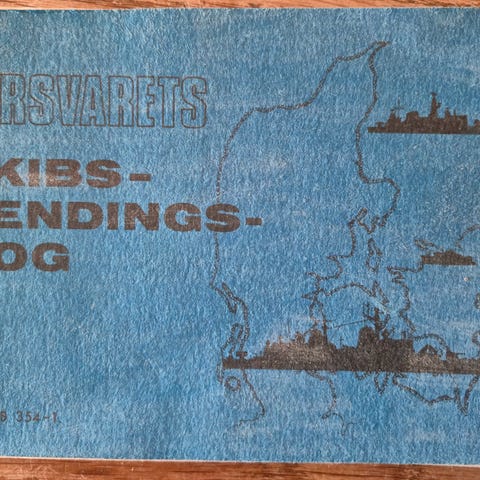 RSVARETS
KIBS-
ENDINGS-
OG
B 354-1.